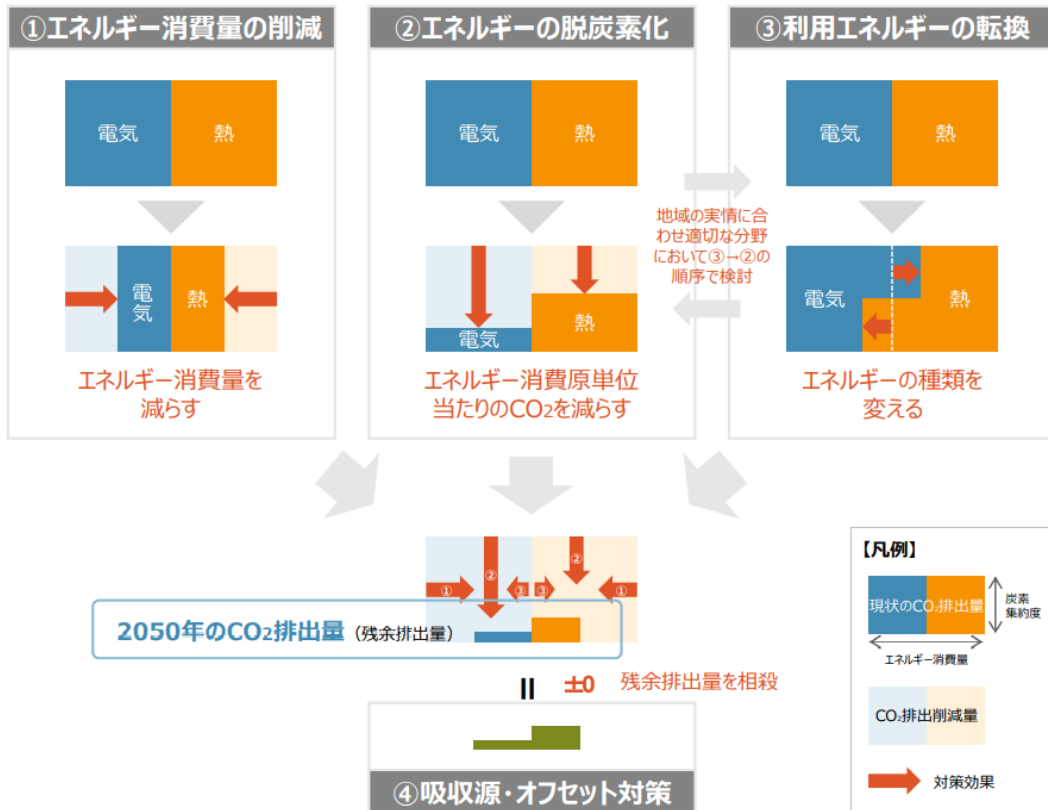 ①エネルギー消費量の削減
電気
熱
電気
熱
エネルギー消費量を
減らす
②エネルギーの脱炭素化
電気
熱
電気
熱
エネルギー消費原単位
当たりのCO₂を減らす
地域の実情に合
わせ適切な分野
において③→②の
順序で検討
③利用エネルギーの転換
電気
熱
電気
熱
エネルギーの種類を
変える
②
②
①
③
③
①
2050年のCO₂排出量（残余排出量）
=
±0
残余排出量を相殺
④吸収源・オフセット対策
【凡例】
現状のCO₂排出量
炭素
集約度
エネルギー消費量
CO₂排出削減量
対策効果